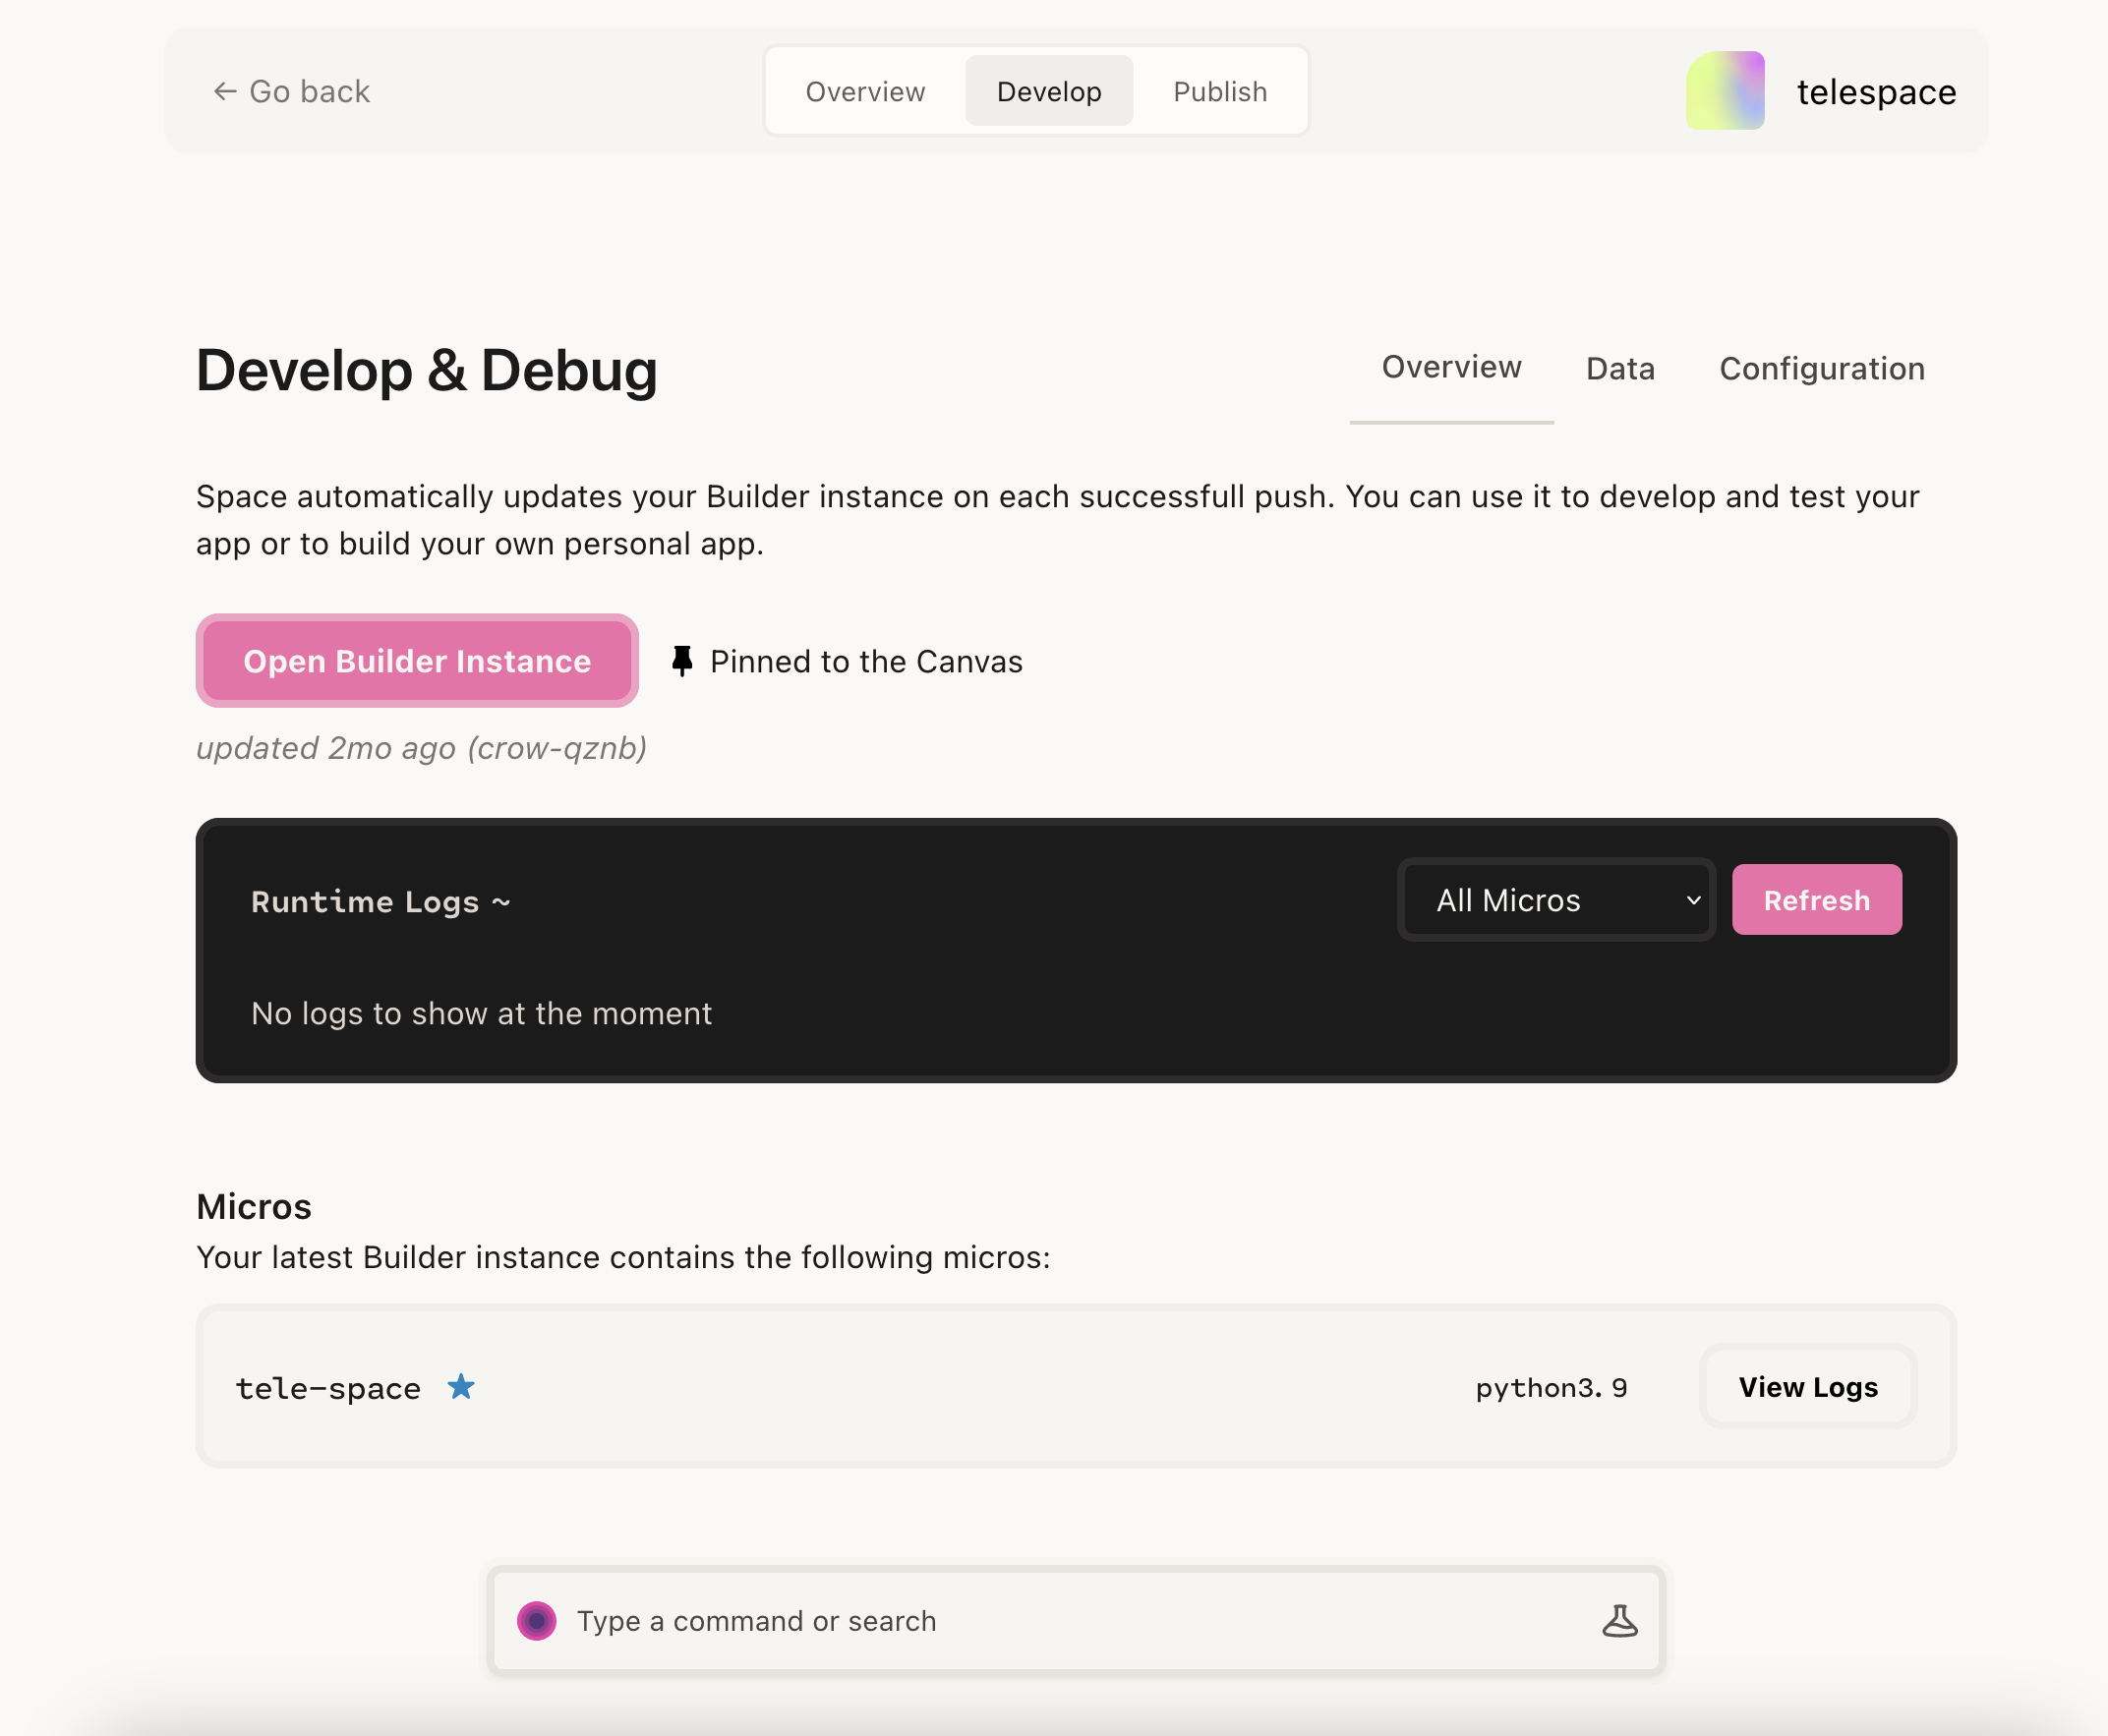 ← Go back
Overview
Develop
Publish
telespace
Develop & Debug
Overview
Data
Configuration
Space automatically updates your Builder instance on each successfull push. You can use it to develop and test your
app or to build your own personal app.
Open Builder Instance
Pinned to the Canvas
updated 2mo ago (crow-qznb)
Runtime Logs ~
All Micros
Refresh
No logs to show at the moment
Micros
Your latest Builder instance contains the following micros:
tele-space
python3.9
View Logs
Type a command or search